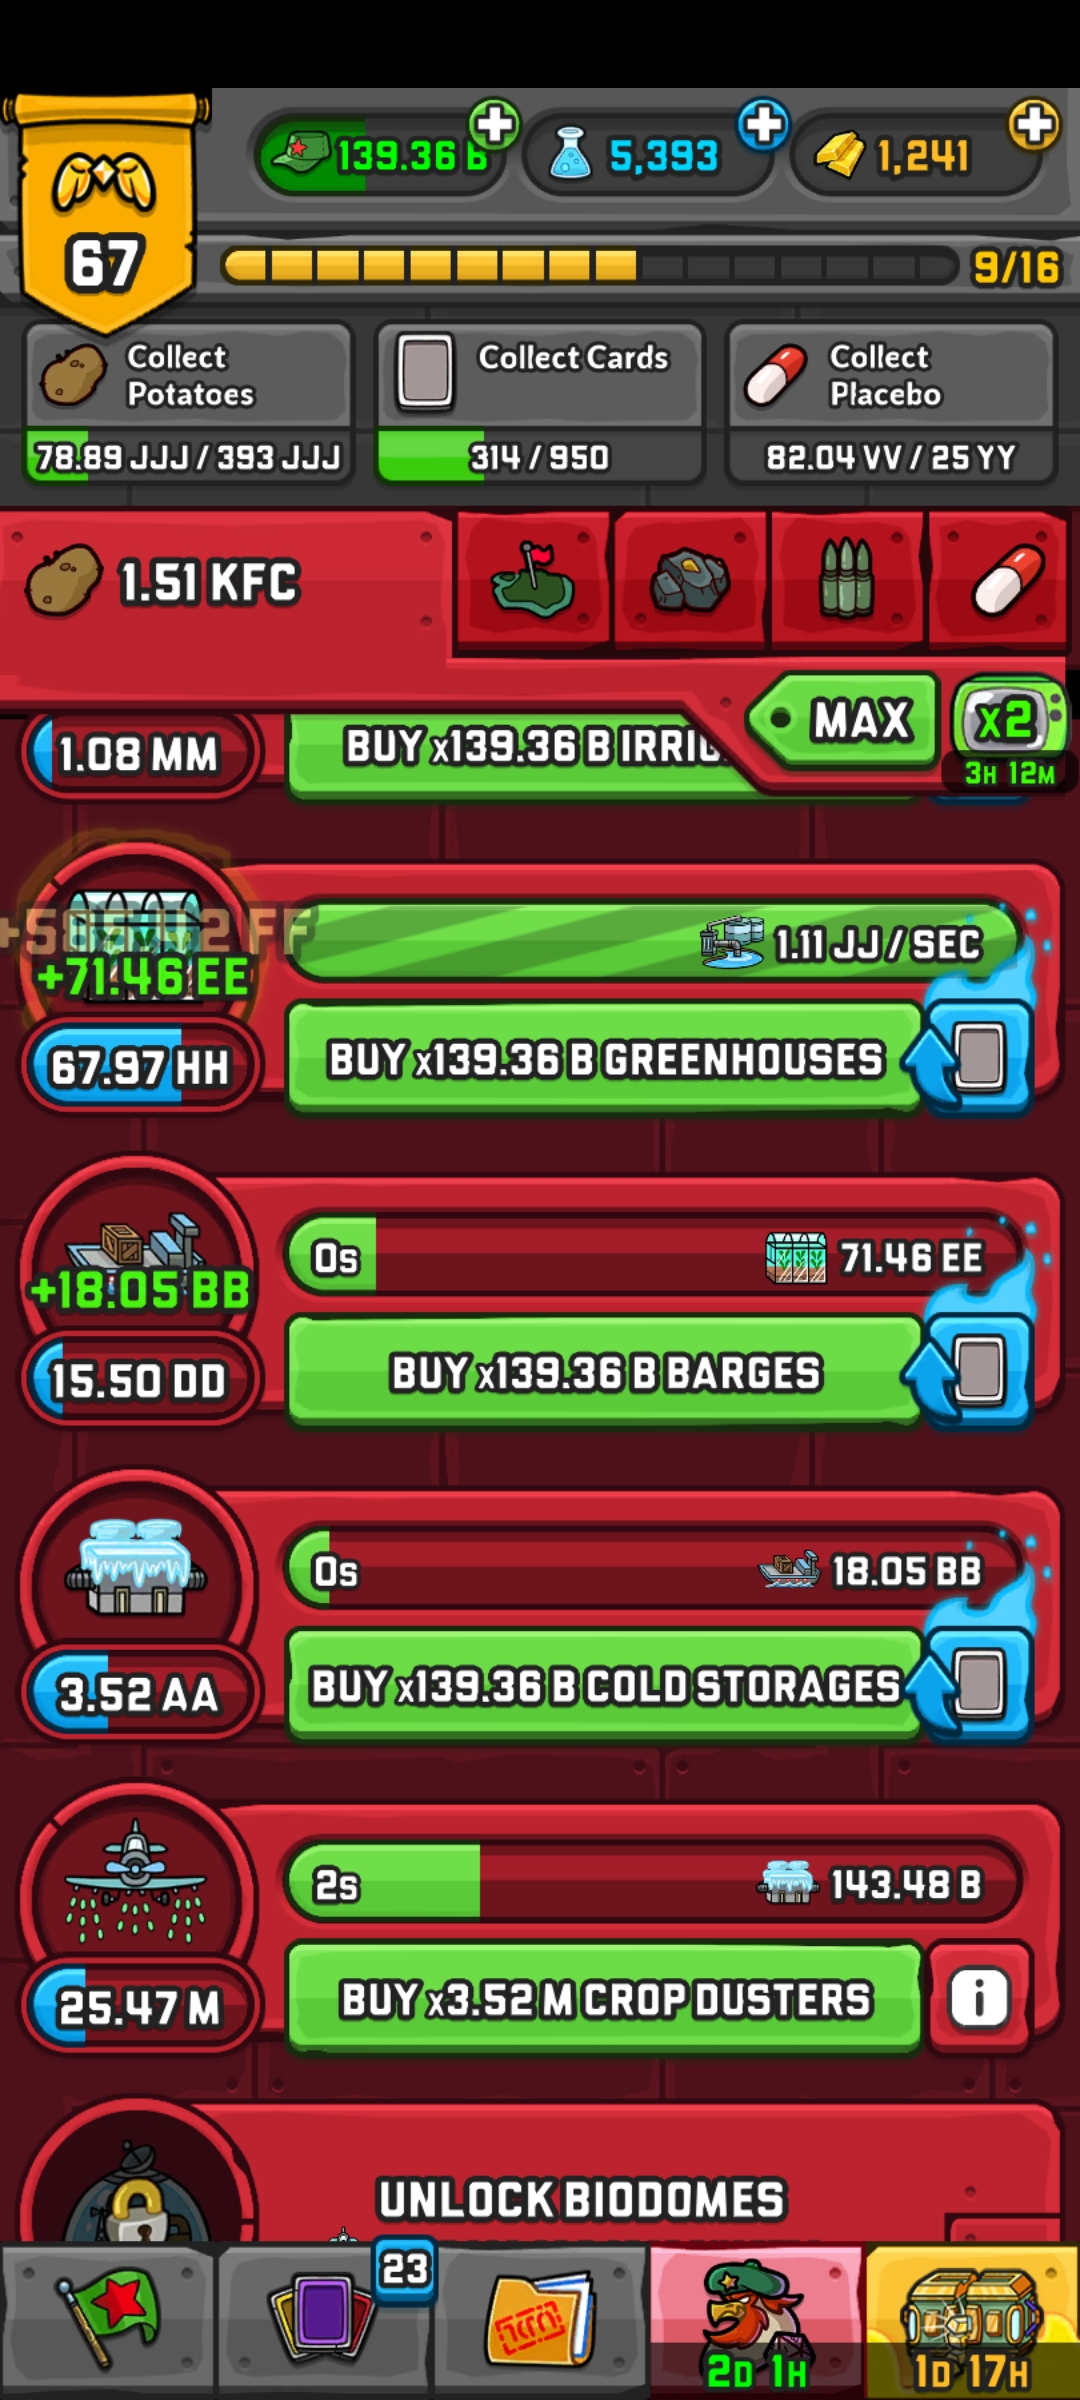 139.36 B
5,393
1,241
67
9/16
Collect
Potatoes
78.89 JJJ / 393 JJJ
Collect Cards
314 / 950
Collect
Placebo
82.04 VV / 25 YY
1.51 KFC
MAX
x2
3H 12M
1.08 MM
BUY x139.36 B IRRIG
+71.46 EE
1.11 JJ / SEC
67.97 HH
BUY x139.36 B GREENHOUSES
+18.05 BB
0s
71.46 EE
15.50 DD
BUY x139.36 B BARGES
0s
18.05 BB
3.52 AA
BUY x139.36 B COLD STORAGES
2s
143.48 B
25.47 M
BUY x3.52 M CROP DUSTERS
i
UNLOCK BIODOMES
23
2D 1H
1D 17H